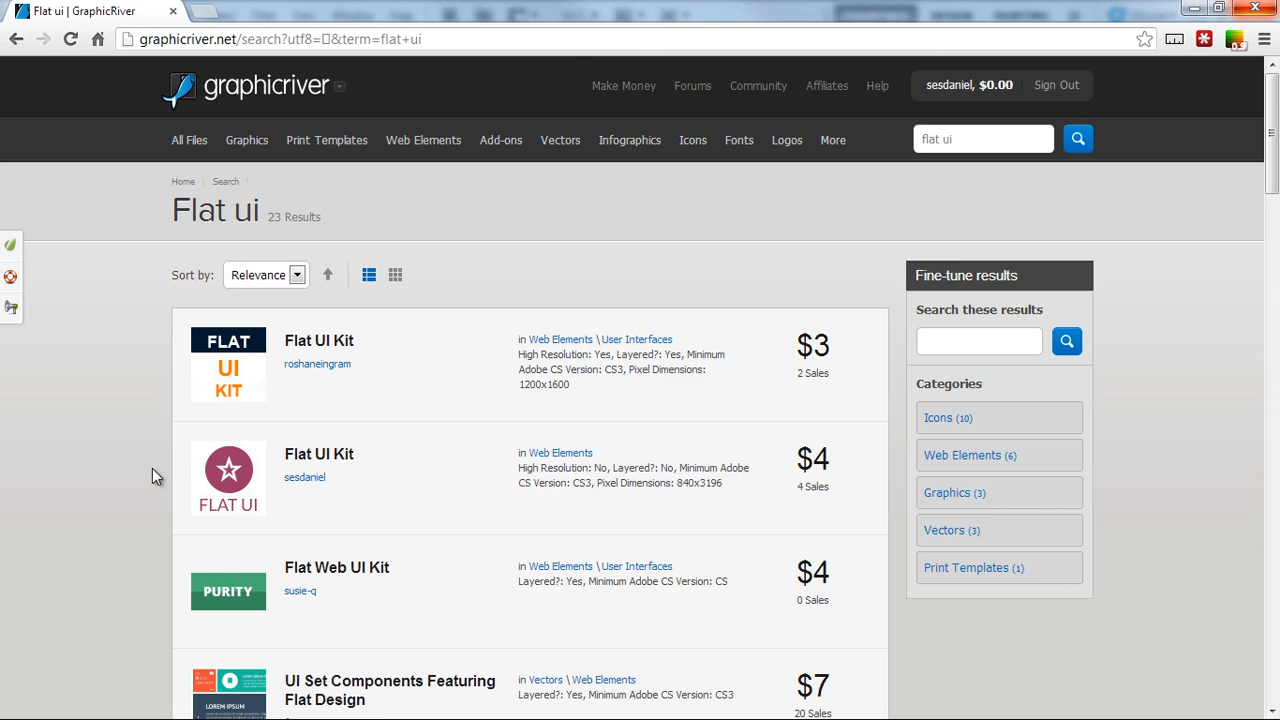 Flat ui | GraphicRiver
graphicriver.net/search?utf8=▯&term=flat+ui
0.9
graphicriver
Make Money Forums Community Affiliates Help
sesdaniel, $0.00 Sign Out
All Files Graphics Print Templates Web Elements Add-ons Vectors Infographics Icons Fonts Logos More
flat ui
Home \ Search \
Flat ui 23 Results
Sort by: Relevance
FLAT
UI
KIT
Flat UI Kit
roshaneingram
in Web Elements \ User Interfaces
High Resolution: Yes, Layered?: Yes, Minimum
Adobe CS Version: CS3, Pixel Dimensions:
1200x1600
$3
2 Sales
FLAT UI
Flat UI Kit
sesdaniel
in Web Elements
High Resolution: No, Layered?: No, Minimum Adobe
CS Version: CS3, Pixel Dimensions: 840x3196
$4
4 Sales
PURITY
Flat Web UI Kit
susie-q
in Web Elements \ User Interfaces
Layered?: Yes, Minimum Adobe CS Version: CS
$4
0 Sales
LOREM IPSUM
UI Set Components Featuring
Flat Design
in Vectors \ Web Elements
Layered?: Yes, Minimum Adobe CS Version: CS3
$7
20 Sales
Fine-tune results
Search these results
Categories
Icons (10)
Web Elements (6)
Graphics (3)
Vectors (3)
Print Templates (1)